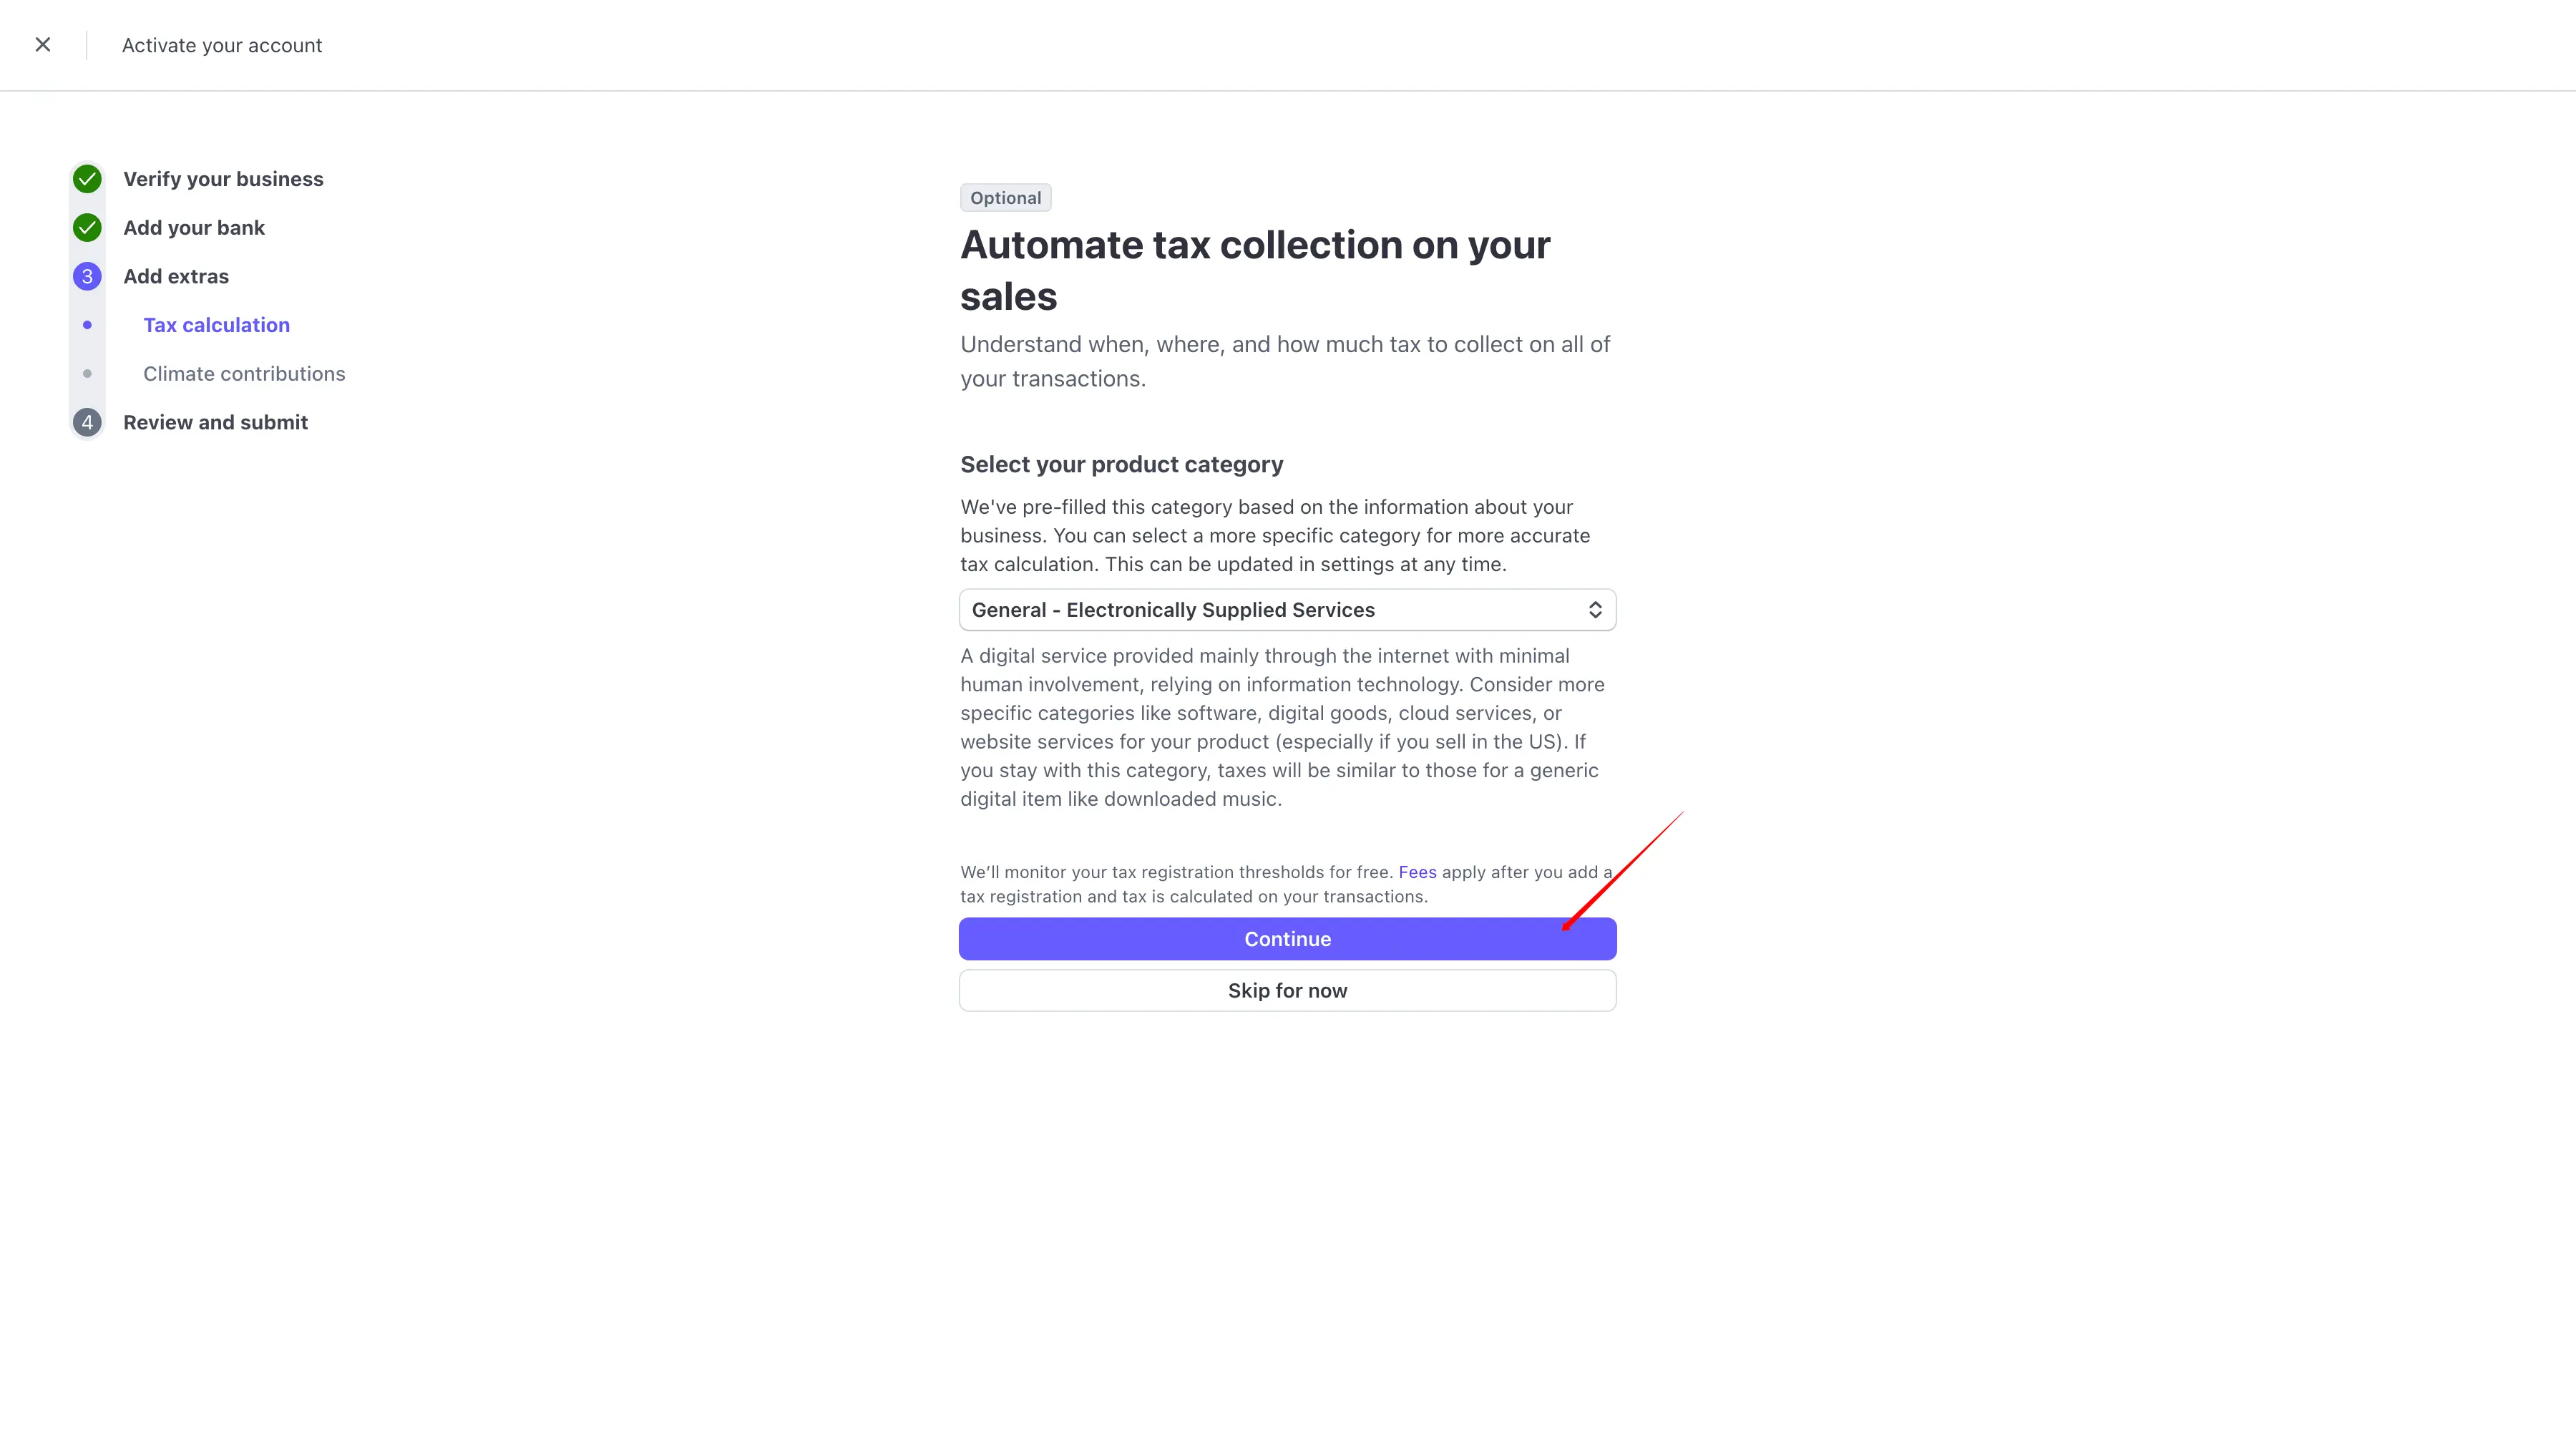 Activate your account
Verify your business
Add your bank
3 Add extras
Tax calculation
Climate contributions
4 Review and submit
Optional
Automate tax collection on your
sales
Understand when, where, and how much tax to collect on all of
your transactions.
Select your product category
We've pre-filled this category based on the information about your
business. You can select a more specific category for more accurate
tax calculation. This can be updated in settings at any time.
General - Electronically Supplied Services
A digital service provided mainly through the internet with minimal
human involvement, relying on information technology. Consider more
specific categories like software, digital goods, cloud services, or
website services for your product (especially if you sell in the US). If
you stay with this category, taxes will be similar to those for a generic
digital item like downloaded music.
We’ll monitor your tax registration thresholds for free. Fees apply after you add a
tax registration and tax is calculated on your transactions.
Continue
Skip for now